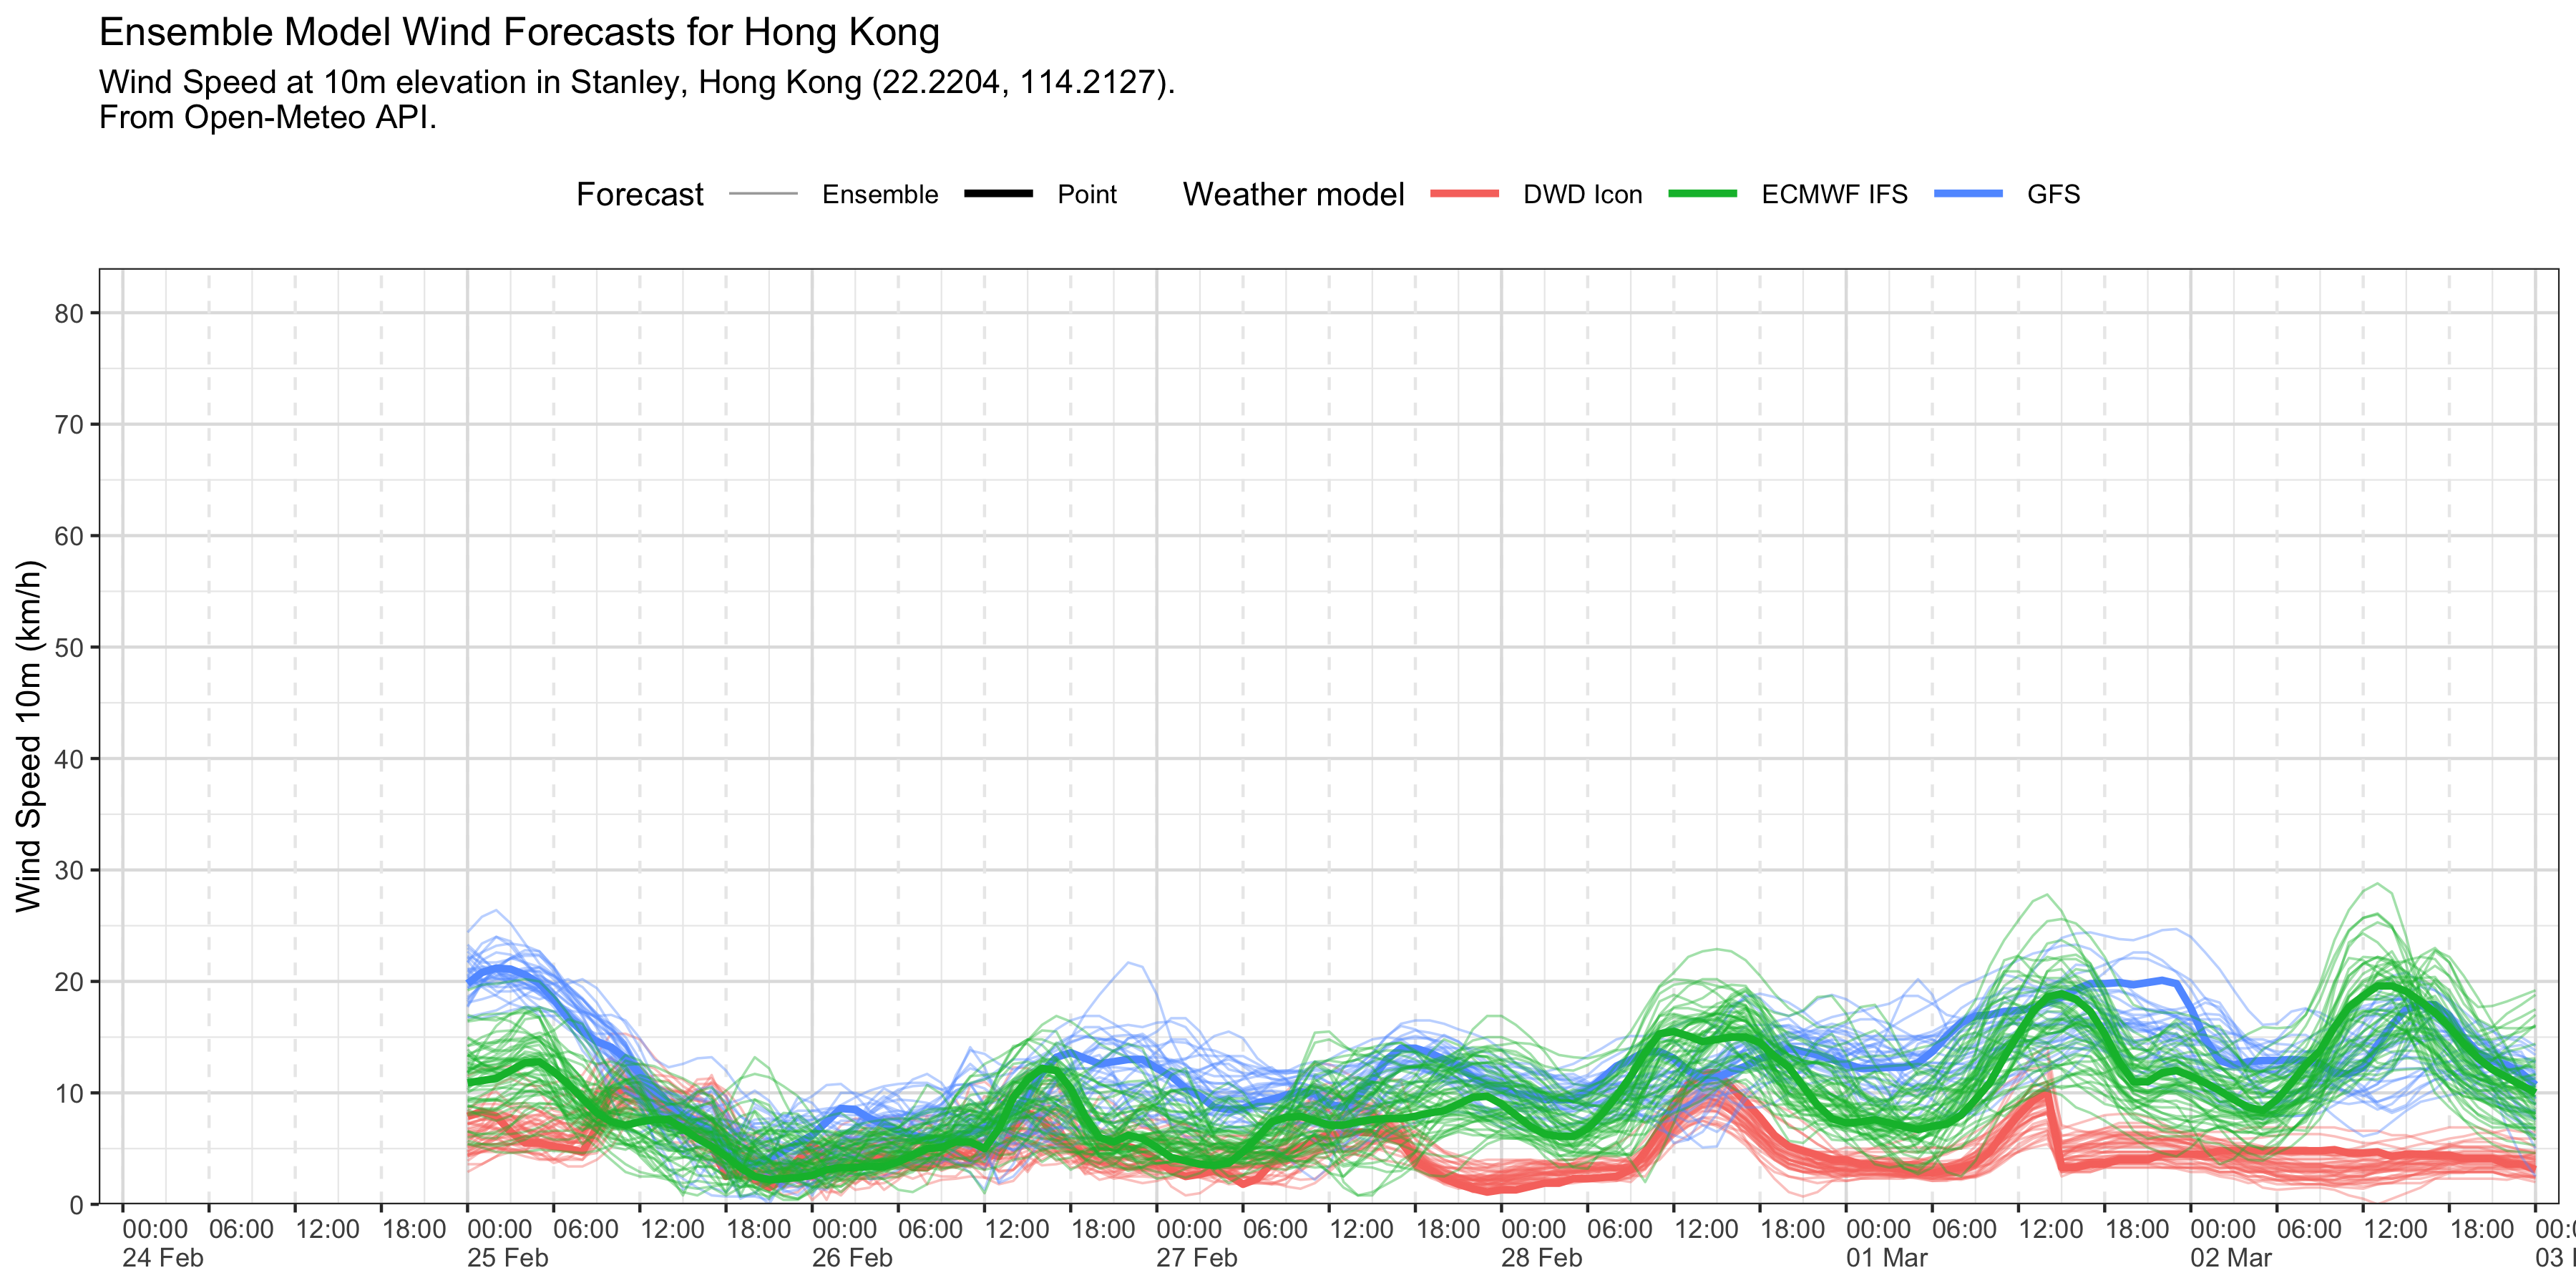 Ensemble Model Wind Forecasts for Hong Kong
Wind Speed at 10m elevation in Stanley, Hong Kong (22.2204, 114.2127).
From Open-Meteo API.
Forecast Ensemble Point Weather model DWD Icon ECMWF IFS GFS
Wind Speed 10m (km/h)
80
70
60
50
40
30
20
10
0
00:00 06:00 12:00 18:00 00:00 06:00 12:00 18:00 00:00 06:00 12:00 18:00 00:00 06:00 12:00 18:00 00:00 06:00 12:00 18:00 00:00 06:00 12:00 18:00 00:00 06:00 12:00 18:00
24 Feb 25 Feb 26 Feb 27 Feb 28 Feb 01 Mar 02 Mar 03